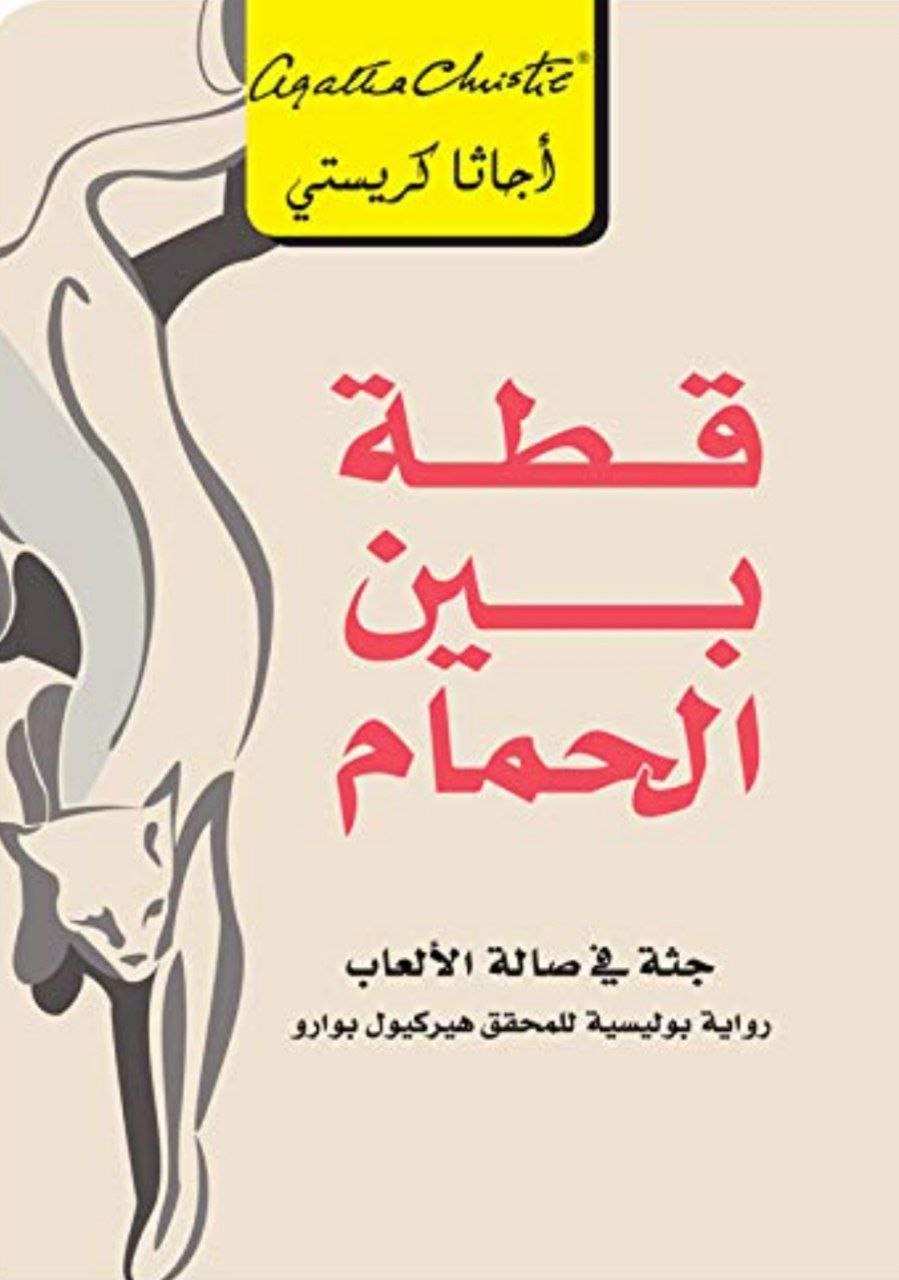 Agatha Christie®
أجاثا كريستي
قطة
بين
الحمام
جثة في صالة الألعاب
رواية بوليسية للمحقق هيركيول بوارو